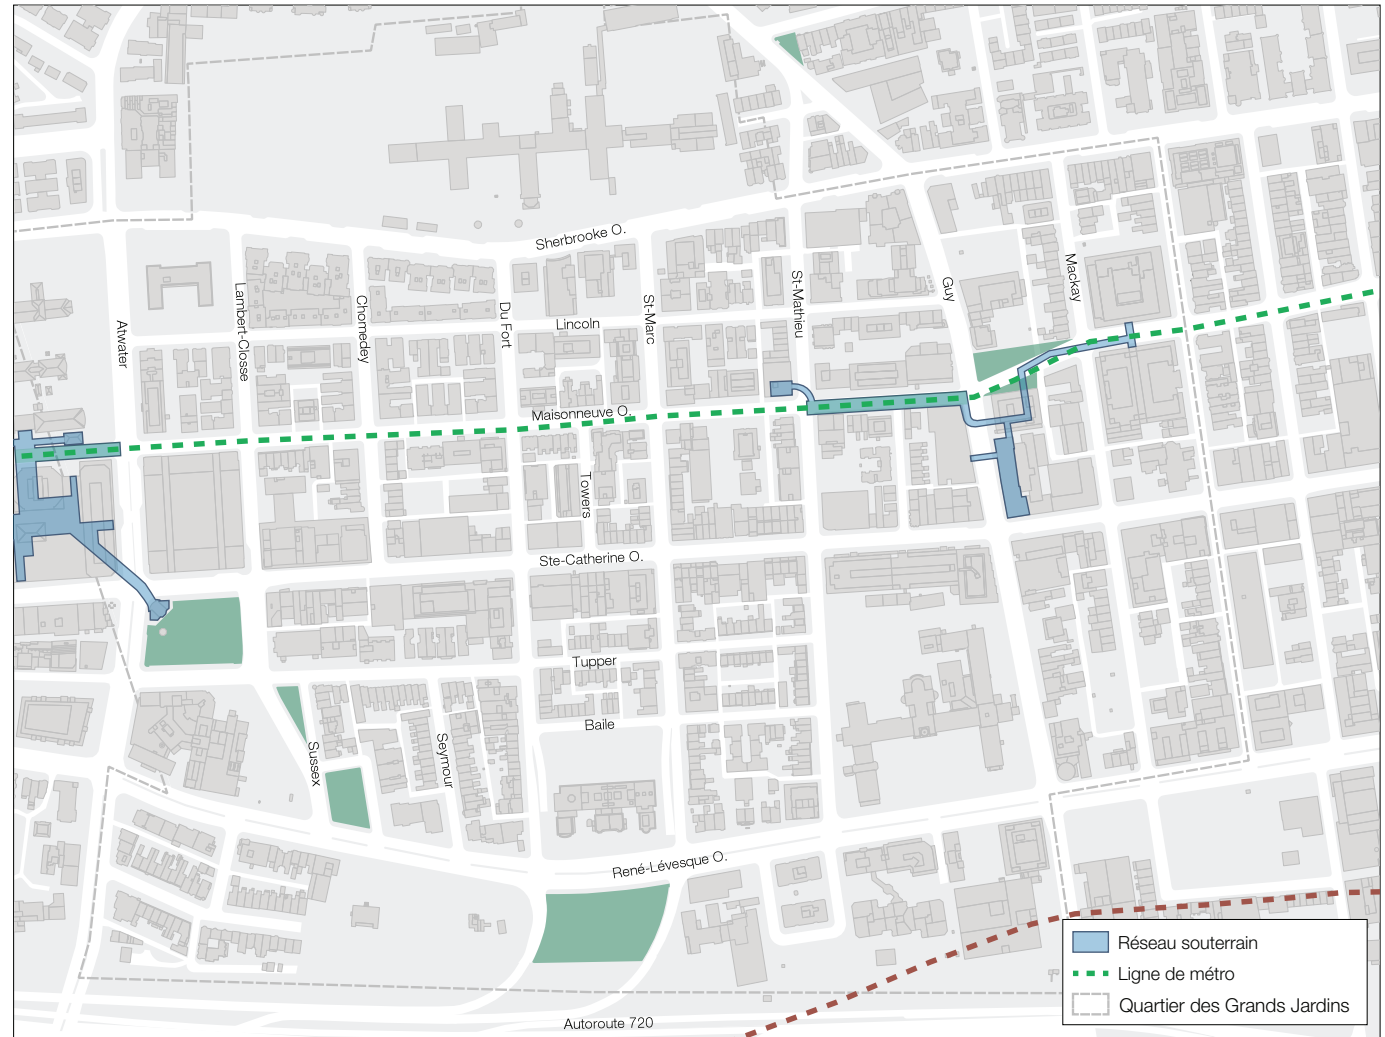 Sherbrooke O.
Lambert-Closse
Chomedey
Du Fort
St-Marc
St-Mathieu
Guy
Mackay
Atwater
Lincoln
Maisonneuve O.
Towers
Ste-Catherine O.
Tupper
Baile
Sussex
Seymour
René-Lévesque O.
Autoroute 720
Réseau souterrain
Ligne de métro
Quartier des Grands Jardins